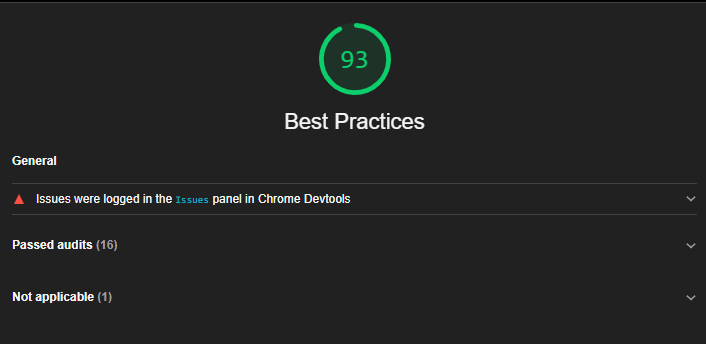 93
Best Practices
General
Issues were logged in the Issues panel in Chrome Devtools
Passed audits (16)
Not applicable (1)